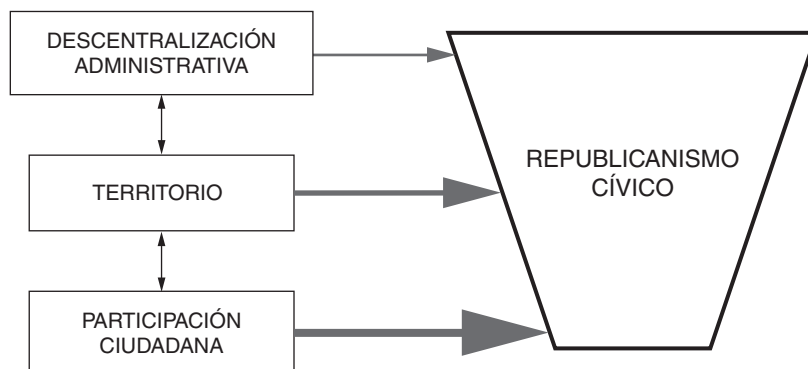 DESCENTRALIZACIÓN
ADMINISTRATIVA
TERRITORIO
PARTICIPACIÓN
CIUDADANA
REPUBLICANISMO
CÍVICO